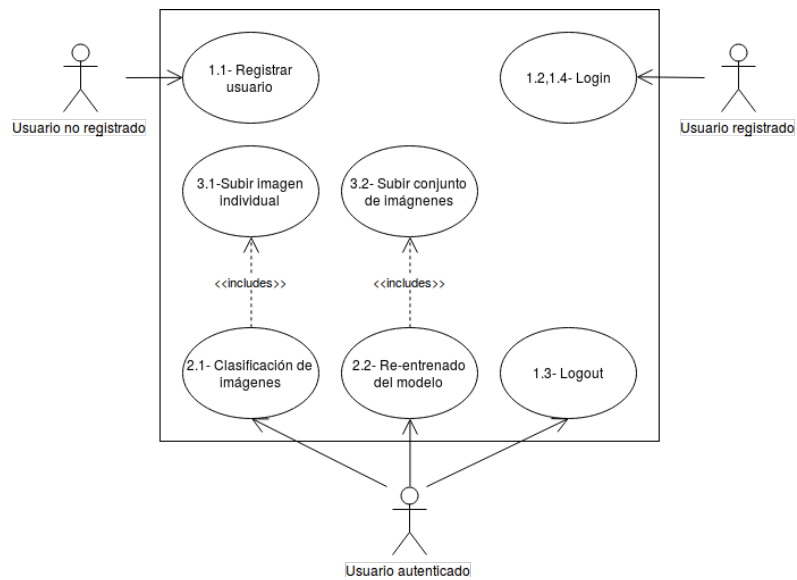 1.1- Registrar
usuario
1.2,1.4- Login
Usuario no registrado
Usuario registrado
3.1-Subir imagen
individual
3.2- Subir conjunto
de imágnenes
<<includes>>
<<includes>>
2.1- Clasificación de
imágenes
2.2- Re-entrenado
del modelo
1.3- Logout
Usuario autenticado